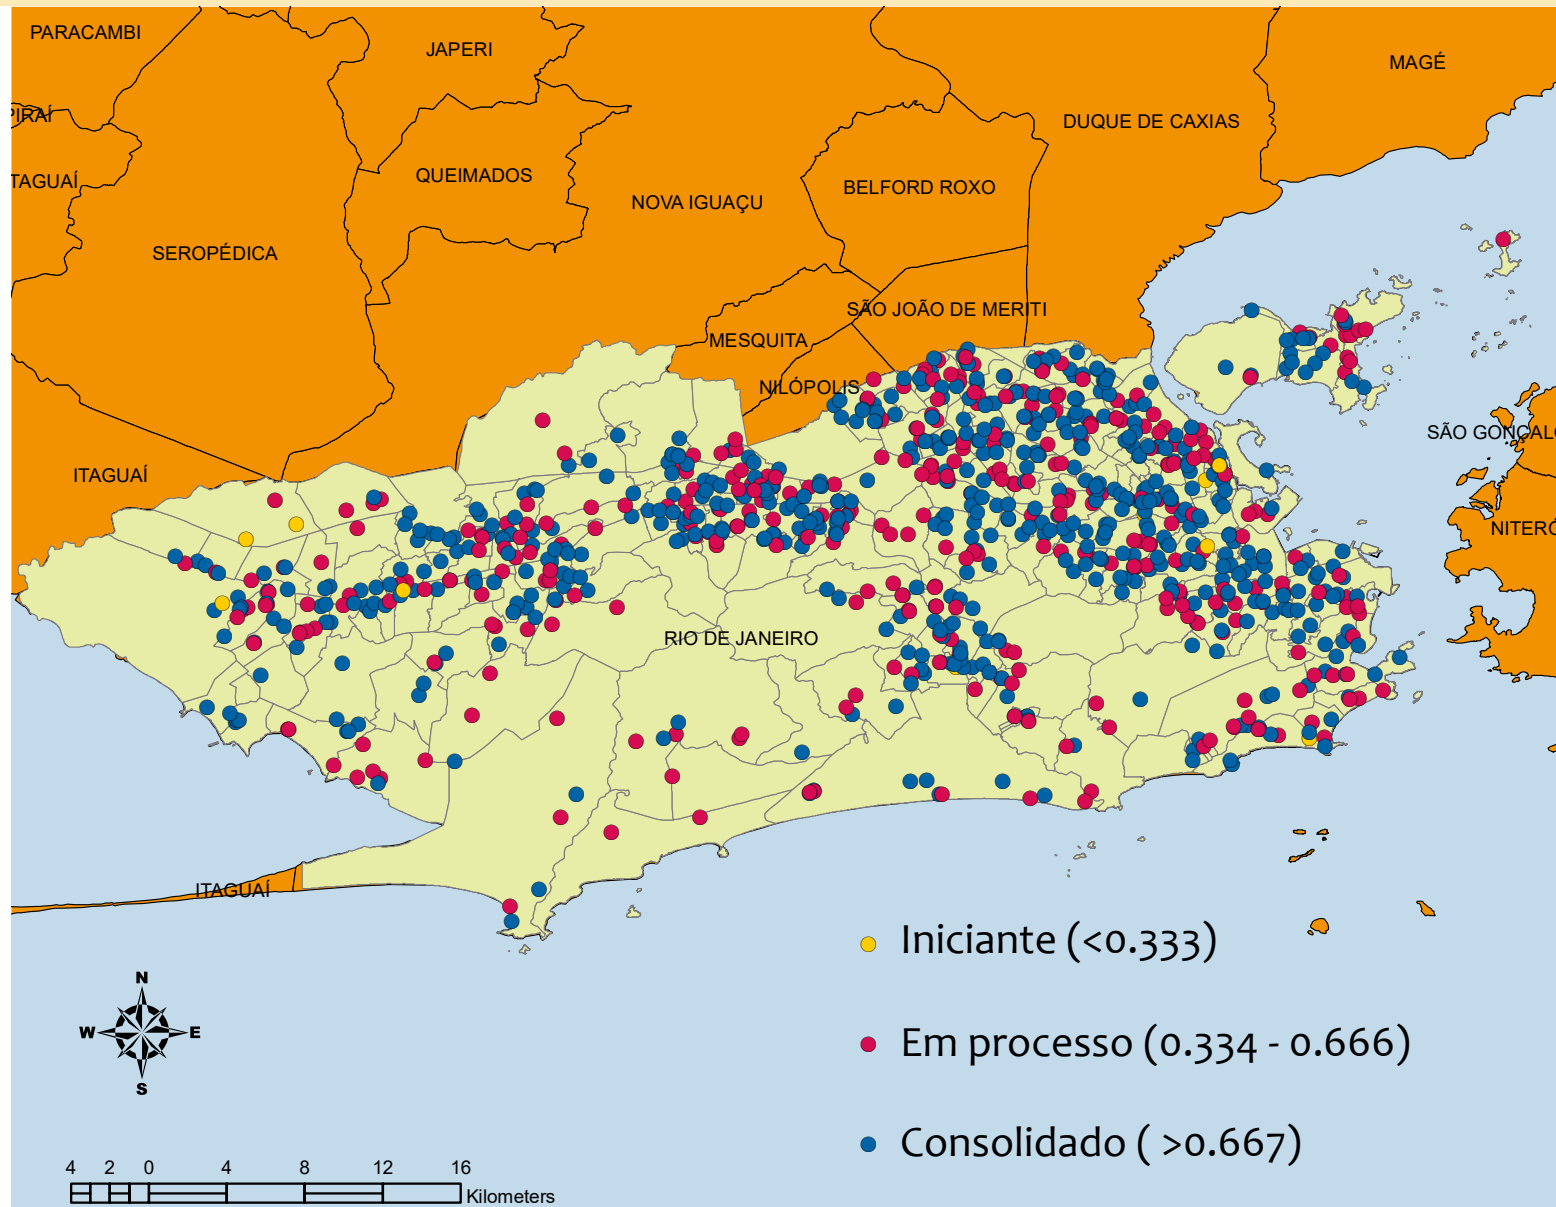 PARACAMBI
JAPERI
MAGÉ
PIRAÍ
DUQUE DE CAXIAS
TAGUAÍ
QUEIMADOS
BELFORD ROXO
NOVA IGUAÇU
SEROPÉDICA
SÃO JOÃO DE MERITI
MESQUITA
NILÓPOLIS
SÃO GONÇALO
ITAGUAÍ
NITERÓ
RIO DE JANEIRO
ITAGUAÍ
Iniciante (<0.333)
N
W E
S
Em processo (0.334 - 0.666)
Consolidado ( >0.667)
4 2 0 4 8 12 16
Kilometers